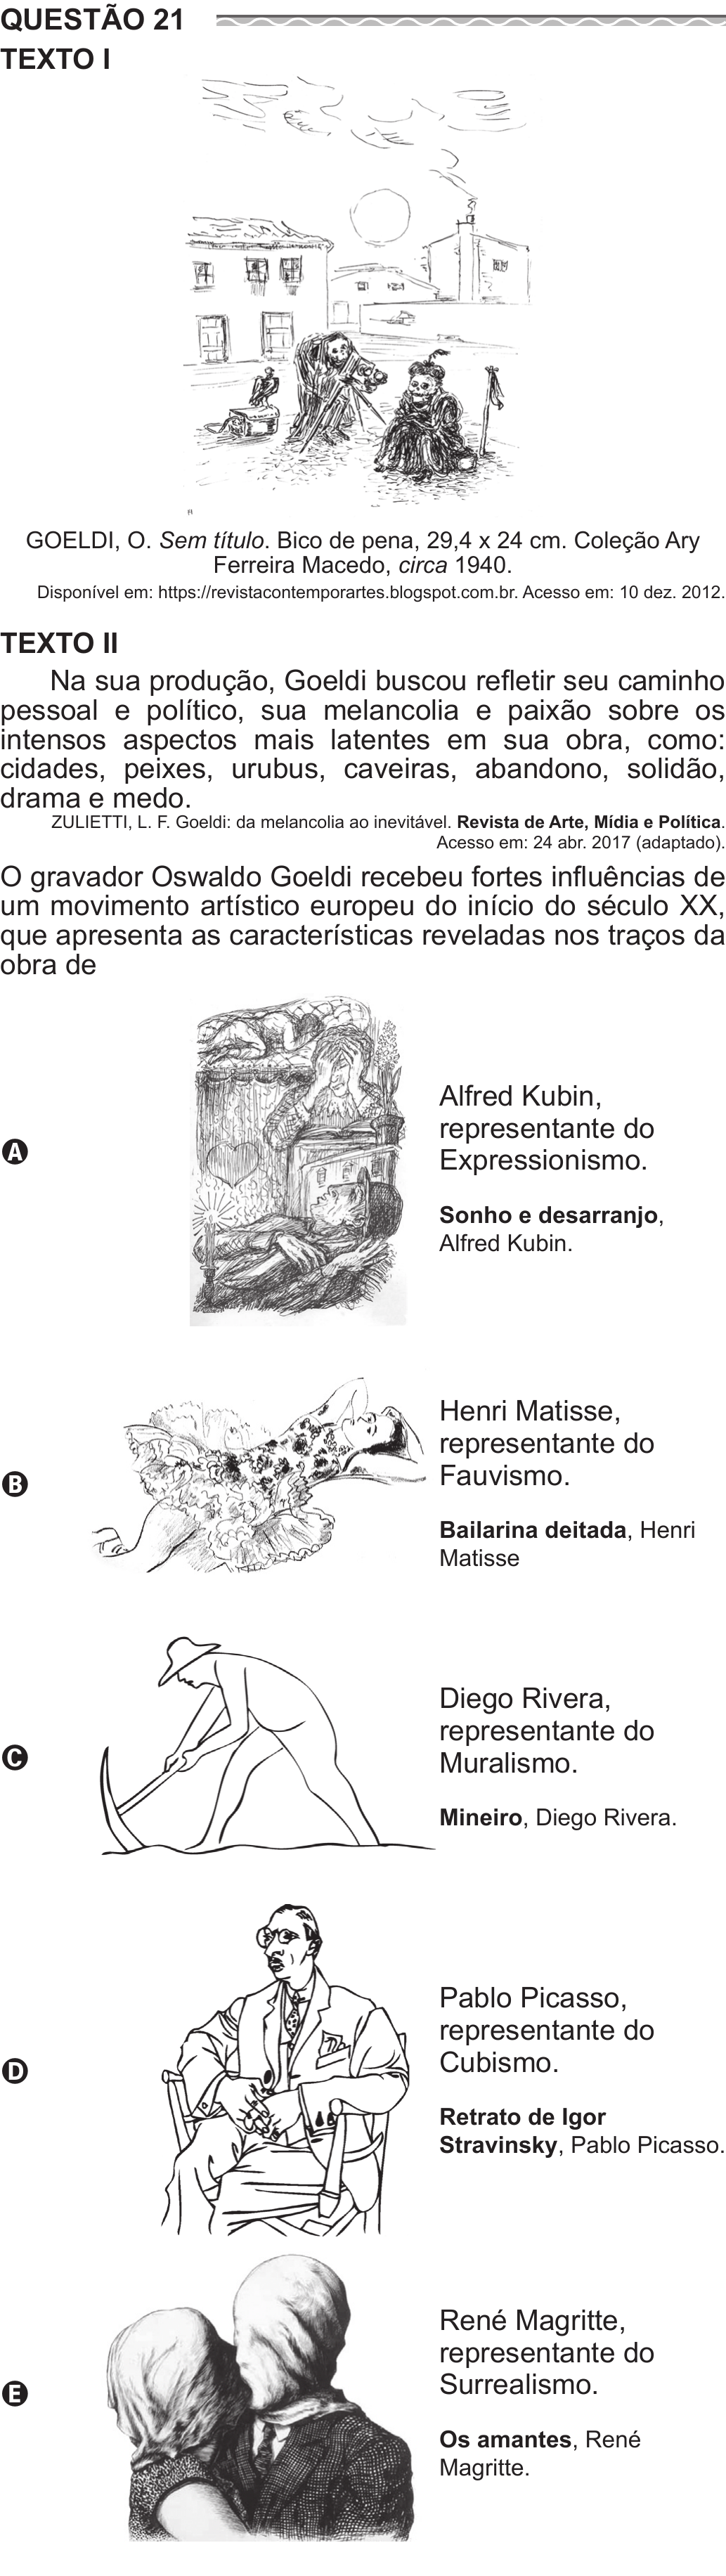 QUESTÃO 21
TEXTO I
GOELDI, O. Sem título. Bico de pena, 29,4 x 24 cm. Coleção Ary
Ferreira Macedo, circa 1940.
Disponível em: https://revistacontemporartes.blogspot.com.br. Acesso em: 10 dez. 2012.
TEXTO II
Na sua produção, Goeldi buscou refletir seu caminho
pessoal e político, sua melancolia e paixão sobre os
intensos aspectos mais latentes em sua obra, como:
cidades, peixes, urubus, caveiras, abandono, solidão,
drama e medo.
ZULIETTI, L. F. Goeldi: da melancolia ao inevitável. Revista de Arte, Mídia e Política.
Acesso em: 24 abr. 2017 (adaptado).
O gravador Oswaldo Goeldi recebeu fortes influências de
um movimento artístico europeu do início do século XX,
que apresenta as características reveladas nos traços da
obra de
A
Alfred Kubin,
representante do
Expressionismo.
Sonho e desarranjo,
Alfred Kubin.
B
Henri Matisse,
representante do
Fauvismo.
Bailarina deitada, Henri
Matisse
C
Diego Rivera,
representante do
Muralismo.
Mineiro, Diego Rivera.
D
Pablo Picasso,
representante do
Cubismo.
Retrato de Igor
Stravinsky, Pablo Picasso.
E
René Magritte,
representante do
Surrealismo.
Os amantes, René
Magritte.